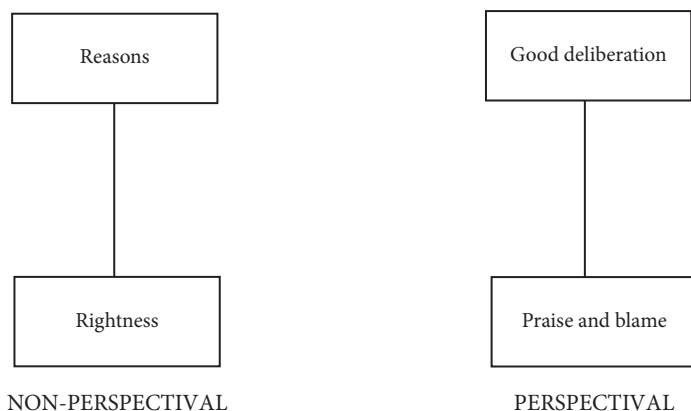 Reasons
Good deliberation
Rightness
Praise and blame
NON-PERSPECTIVAL
PERSPECTIVAL